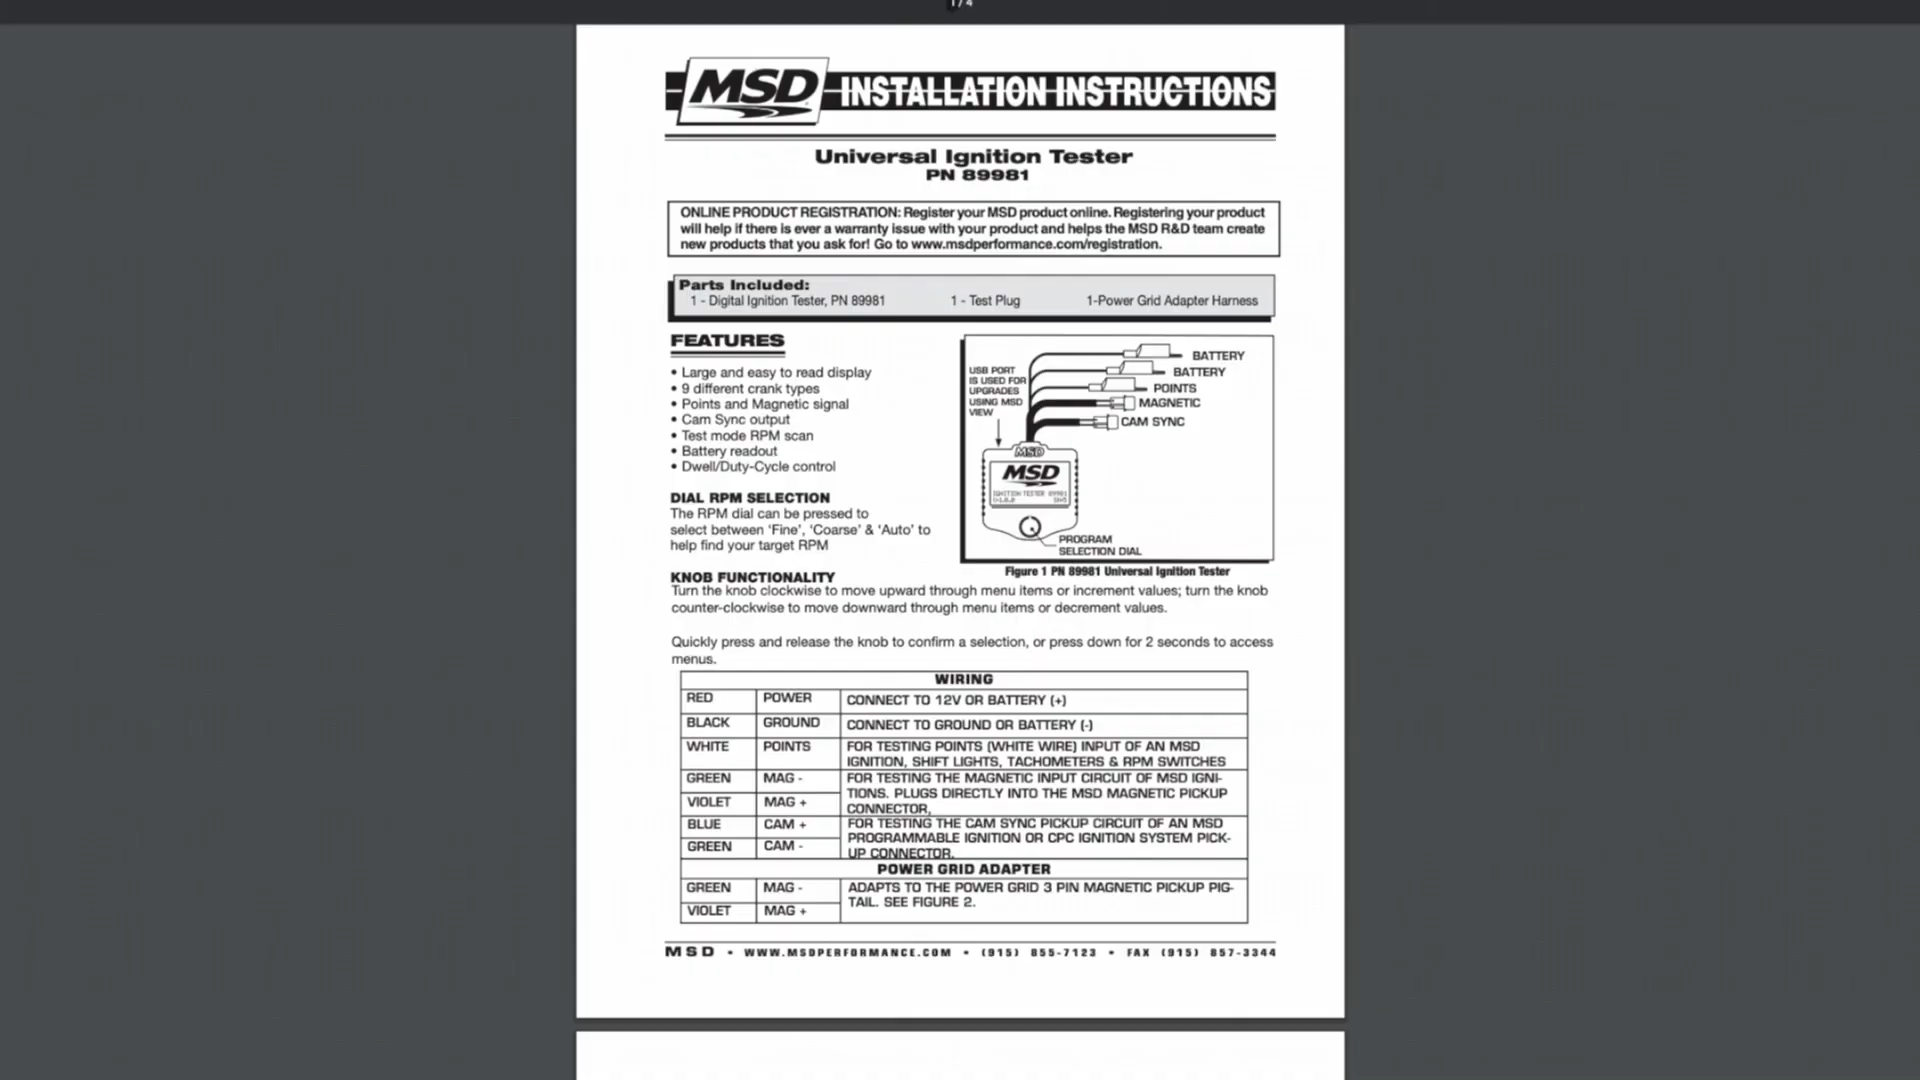 1 / 4
MSD INSTALLATION INSTRUCTIONS
Universal Ignition Tester
PN 89981
ONLINE PRODUCT REGISTRATION: Register your MSD product online. Registering your product
will help if there is ever a warranty issue with your product and helps the MSD R&D team create
new products that you ask for! Go to www.msdperformance.com/registration.
Parts Included:
1 - Digital Ignition Tester, PN 89981 1 - Test Plug 1-Power Grid Adapter Harness
FEATURES
• Large and easy to read display
• 9 different crank types
• Points and Magnetic signal
• Cam Sync output
• Test mode RPM scan
• Battery readout
• Dwell/Duty-Cycle control
DIAL RPM SELECTION
The RPM dial can be pressed to
select between ‘Fine’, ‘Coarse’ & ‘Auto’ to
help find your target RPM
BATTERY
BATTERY
POINTS
MAGNETIC
CAM SYNC
USB PORT
IS USED FOR
UPGRADES
USING MSD
VIEW
MSD
MSD
IGNITION TESTER 89981
PROGRAM
SELECTION DIAL
Figure 1 PN 89981 Universal Ignition Tester
KNOB FUNCTIONALITY
Turn the knob clockwise to move upward through menu items or increment values; turn the knob
counter-clockwise to move downward through menu items or decrement values.
Quickly press and release the knob to confirm a selection, or press down for 2 seconds to access
menus.
WIRING
RED POWER CONNECT TO 12V OR BATTERY (+)
BLACK GROUND CONNECT TO GROUND OR BATTERY (-)
WHITE POINTS FOR TESTING POINTS (WHITE WIRE) INPUT OF AN MSD
IGNITION, SHIFT LIGHTS, TACHOMETERS & RPM SWITCHES
GREEN MAG - FOR TESTING THE MAGNETIC INPUT CIRCUIT OF MSD IGNI-
TIONS. PLUGS DIRECTLY INTO THE MSD MAGNETIC PICKUP
VIOLET MAG + CONNECTOR,
BLUE CAM + FOR TESTING THE CAM SYNC PICKUP CIRCUIT OF AN MSD
PROGRAMMABLE IGNITION OR CPC IGNITION SYSTEM PICK-
GREEN CAM - UP CONNECTOR.
POWER GRID ADAPTER
GREEN MAG - ADAPTS TO THE POWER GRID 3 PIN MAGNETIC PICKUP PIG-
TAIL. SEE FIGURE 2.
VIOLET MAG +
MSD • WWW.MSDPERFORMANCE.COM • (915) 855-7123 • FAX (915) 857-3344